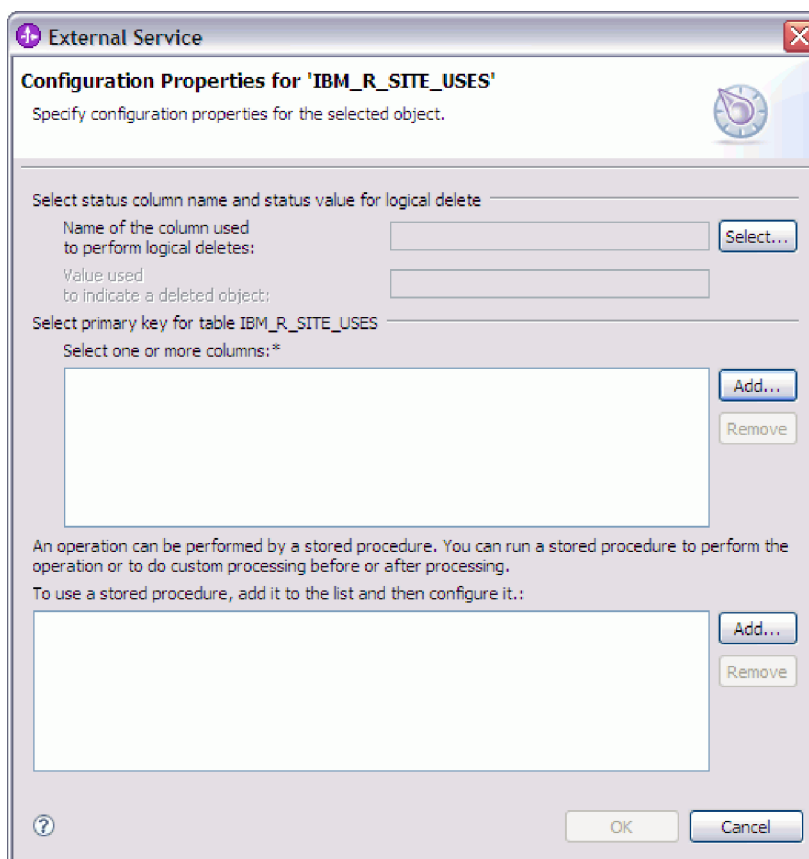 External Service
Configuration Properties for 'IBM_R_SITE_USES'
Specify configuration properties for the selected object.
Select status column name and status value for logical delete
Name of the column used
to perform logical deletes:
Select...
Value used
to indicate a deleted object:
Select primary key for table IBM_R_SITE_USES
Select one or more columns:*
Add...
Remove
An operation can be performed by a stored procedure. You can run a stored procedure to perform the
operation or to do custom processing before or after processing.
To use a stored procedure, add it to the list and then configure it.:
Add...
Remove
?
OK
Cancel